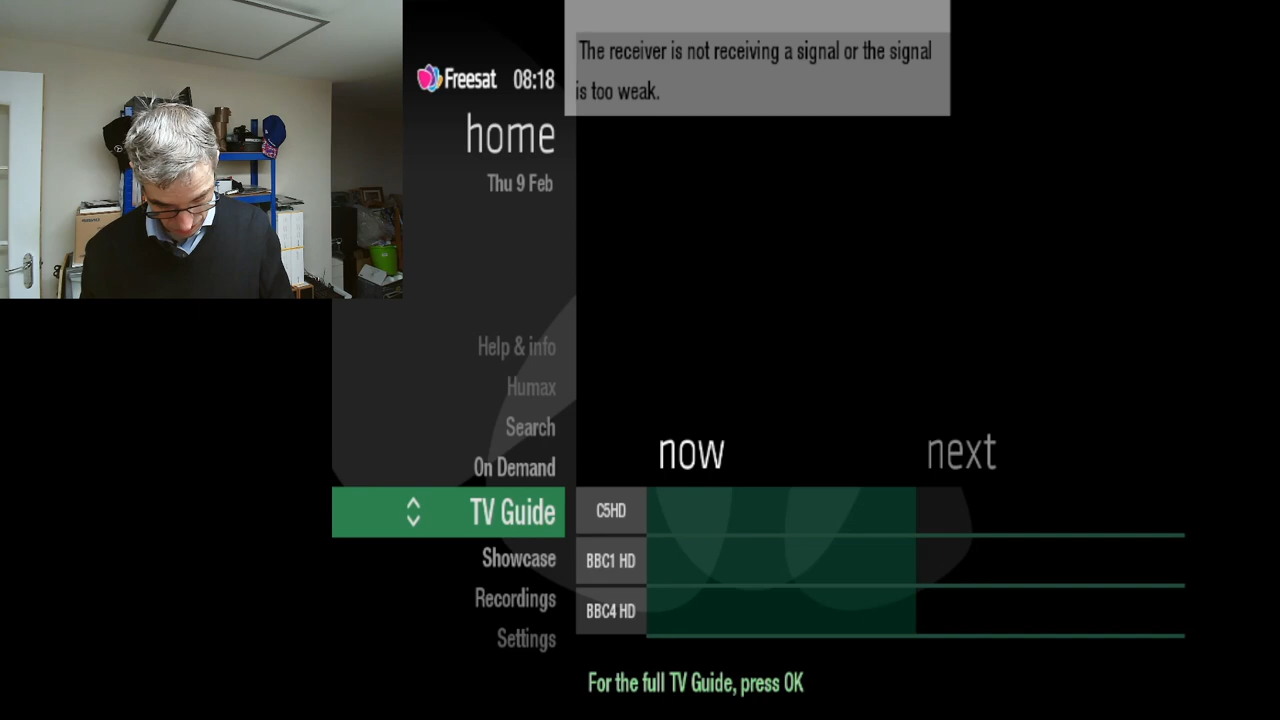 The receiver is not receiving a signal or the signal
is too weak.
Freesat 08:18
home
Thu 9 Feb
Help & info
Humax
Search
On Demand
TV Guide
Showcase
Recordings
Settings
now next
C5HD
BBC1 HD
BBC4 HD
For the full TV Guide, press OK